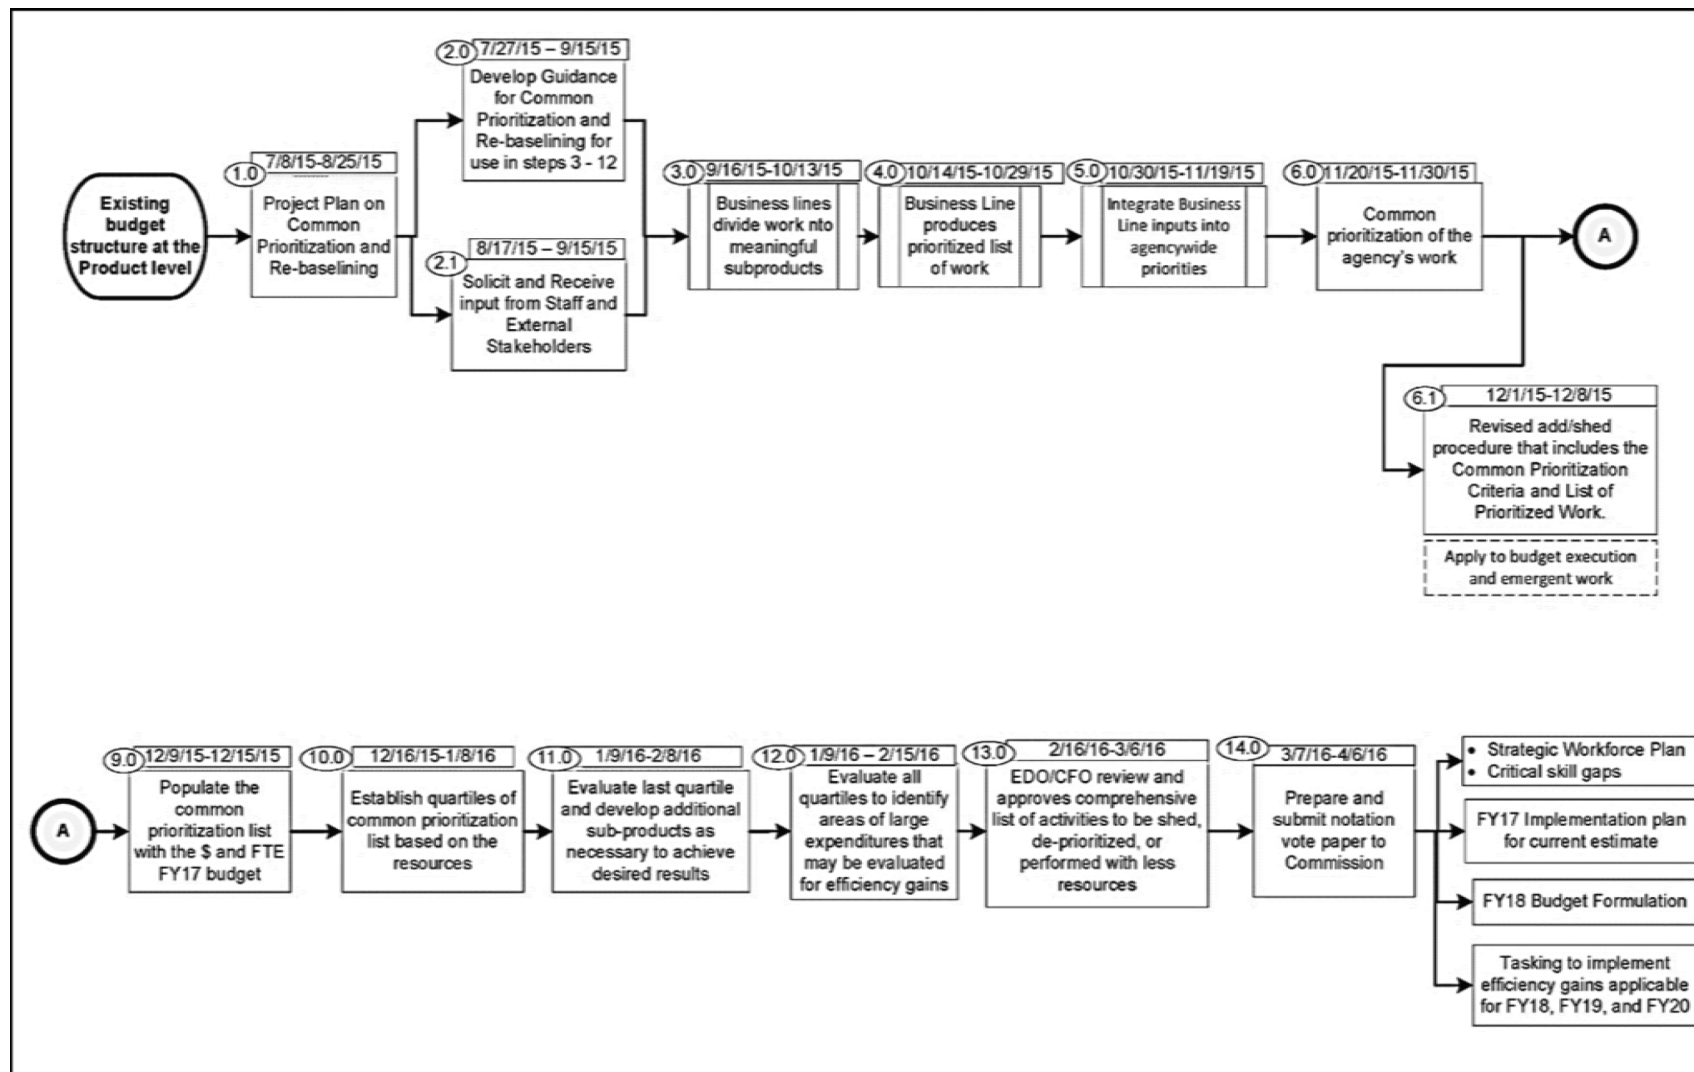 Existing
budget
structure at the
Product level
1.0
7/8/15-8/25/15
Project Plan on
Common
Prioritization and
Re-baselining
2.0
7/27/15 – 9/15/15
Develop Guidance
for Common
Prioritization and
Re-baselining for
use in steps 3 - 12
2.1
8/17/15 – 9/15/15
Solicit and Receive
input from Staff and
External
Stakeholders
3.0
9/16/15-10/13/15
Business lines
divide work nto
meaningful
subproducts
4.0
10/14/15-10/29/15
Business Line
produces
prioritized list
of work
5.0
10/30/15-11/19/15
Integrate Business
Line inputs into
agencywide
priorities
6.0
11/20/15-11/30/15
Common
prioritization of the
agency's work
A
6.1
12/1/15-12/8/15
Revised add/shed
procedure that includes the
Common Prioritization
Criteria and List of
Prioritized Work.
Apply to budget execution
and emergent work
A
9.0
12/9/15-12/15/15
Populate the
common
prioritization list
with the $ and FTE
FY17 budget
10.0
12/16/15-1/8/16
Establish quartiles of
common prioritization
list based on the
resources
11.0
1/9/16-2/8/16
Evaluate last quartile
and develop additional
sub-products as
necessary to achieve
desired results
12.0
1/9/16 – 2/15/16
Evaluate all
quartiles to identify
areas of large
expenditures that
may be evaluated
for efficiency gains
13.0
2/16/16-3/6/16
EDO/CFO review and
approves comprehensive
list of activities to be shed,
de-prioritized, or
performed with less
resources
14.0
3/7/16-4/6/16
Prepare and
submit notation
vote paper to
Commission
• Strategic Workforce Plan
• Critical skill gaps
FY17 Implementation plan
for current estimate
FY18 Budget Formulation
Tasking to implement
efficiency gains applicable
for FY18, FY19, and FY20